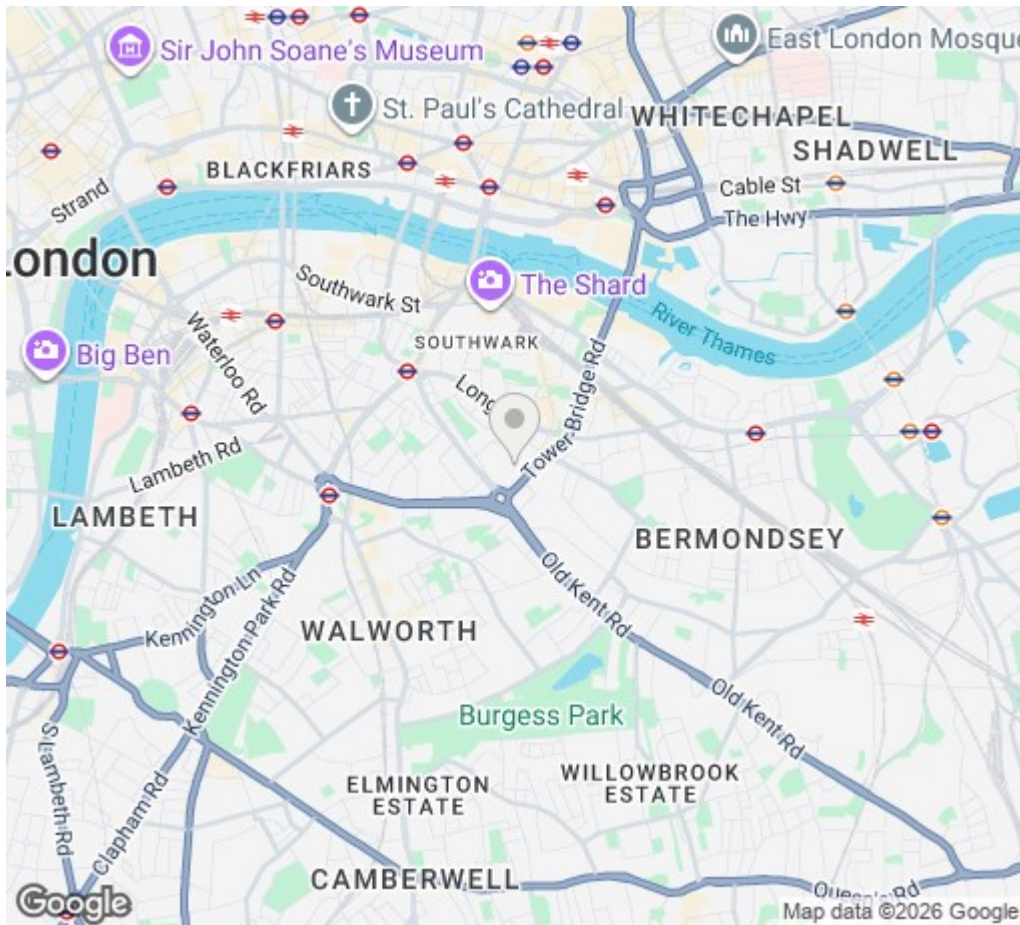 Sir John Soane's Museum
East London Mosque
St. Paul's Cathedral
WHITECHAPEL
SHADWELL
BLACKFRIARS
Cable St
Strand
The Hwy
London
Southwark St
The Shard
River Thames
Big Ben
Waterloo Rd
SOUTHWARK
Long
Tower Bridge Rd
Lambeth Rd
LAMBETH
BERMONDSEY
Old Kent Rd
Kennington Ln
WALWORTH
Kennington Park Rd
Old Kent Rd
Burgess Park
S Lambeth Rd
Clapham Rd
ELMINGTON
ESTATE
WILLOWBROOK
ESTATE
CAMBERWELL
Queen's Rd
Google
Map data ©2026 Google